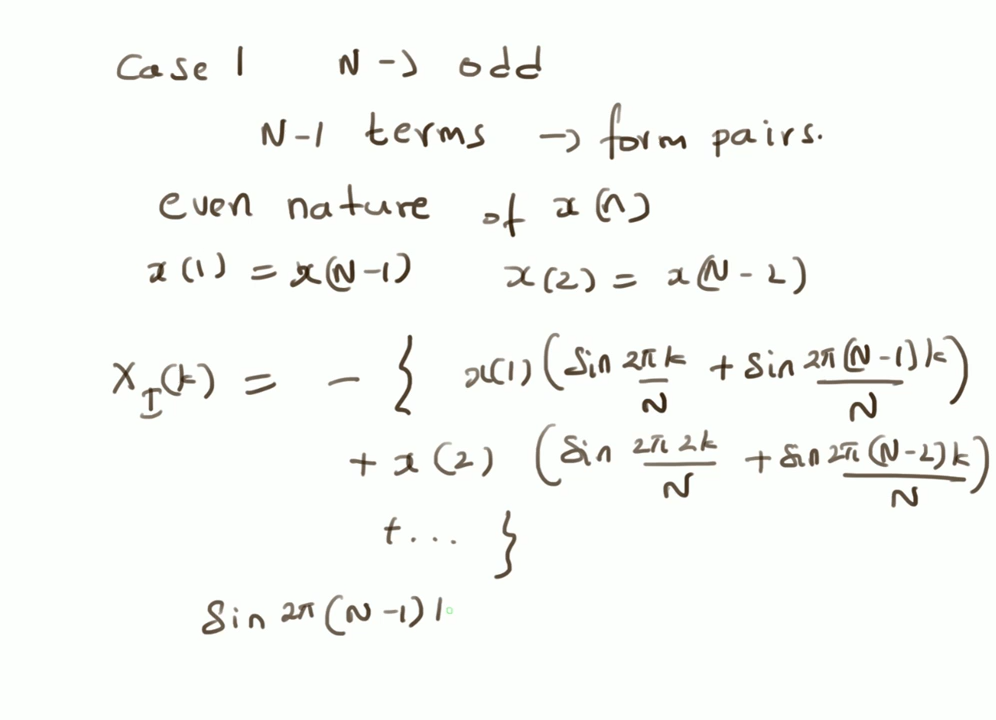 Case 1 N -> odd
N-1 terms -> form pairs.
even nature of x(n)
x(1) = x(N-1) x(2) = x(N-2)
X_I(k) = - { x(1) (sin 2πk/N + sin 2π(N-1)k/N)
+ x(2) (sin 2π2k/N + sin 2π(N-2)k/N)
+... }
sin 2π(N-1)